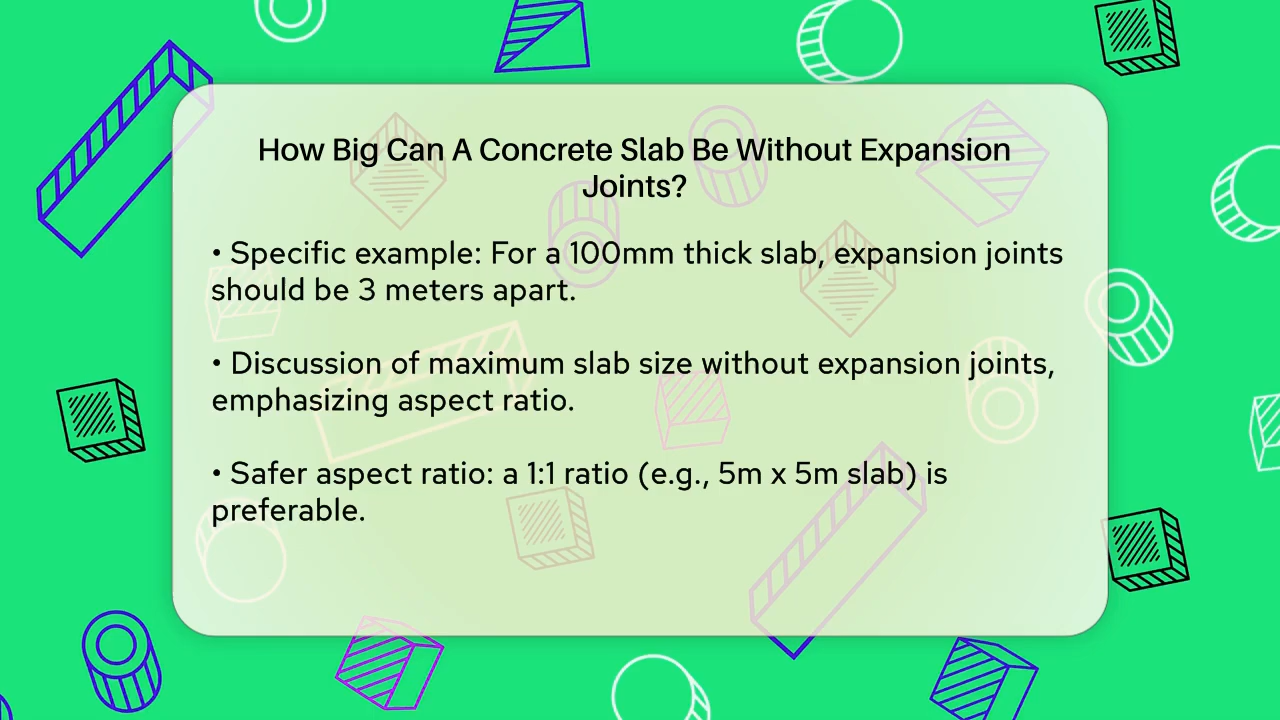 How Big Can A Concrete Slab Be Without Expansion
Joints?
• Specific example: For a 100mm thick slab, expansion joints
should be 3 meters apart.
• Discussion of maximum slab size without expansion joints,
emphasizing aspect ratio.
• Safer aspect ratio: a 1:1 ratio (e.g., 5m x 5m slab) is
preferable.